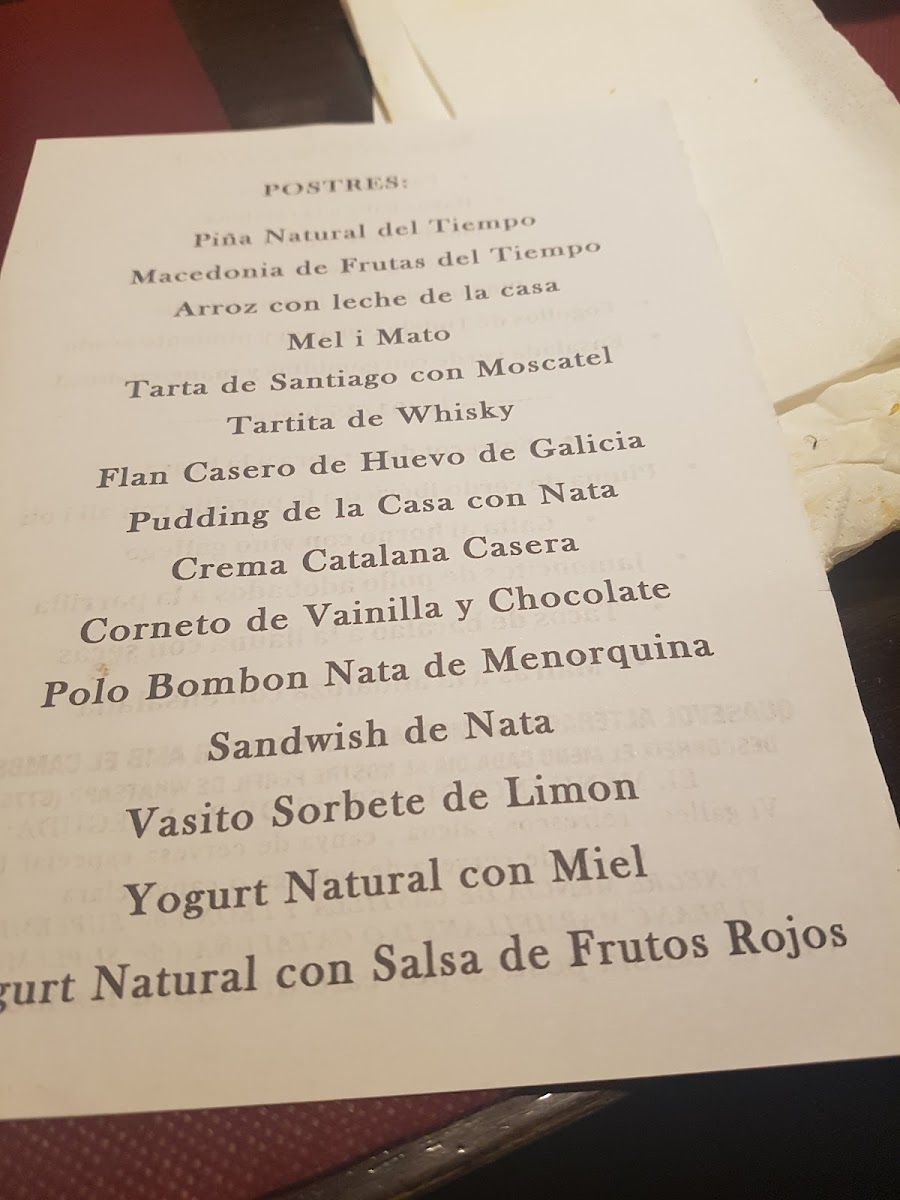 POSTRES:
Piña Natural del Tiempo
Macedonia de Frutas del Tiempo
Arroz con leche de la casa
Mel i Mato
Tarta de Santiago con Moscatel
Tartita de Whisky
Flan Casero de Huevo de Galicia
Pudding de la Casa con Nata
Crema Catalana Casera
Corneto de Vainilla y Chocolate
Polo Bombon Nata de Menorquina
Sandwish de Nata
Vasito Sorbete de Limon
Yogurt Natural con Miel
gurt Natural con Salsa de Frutos Rojos